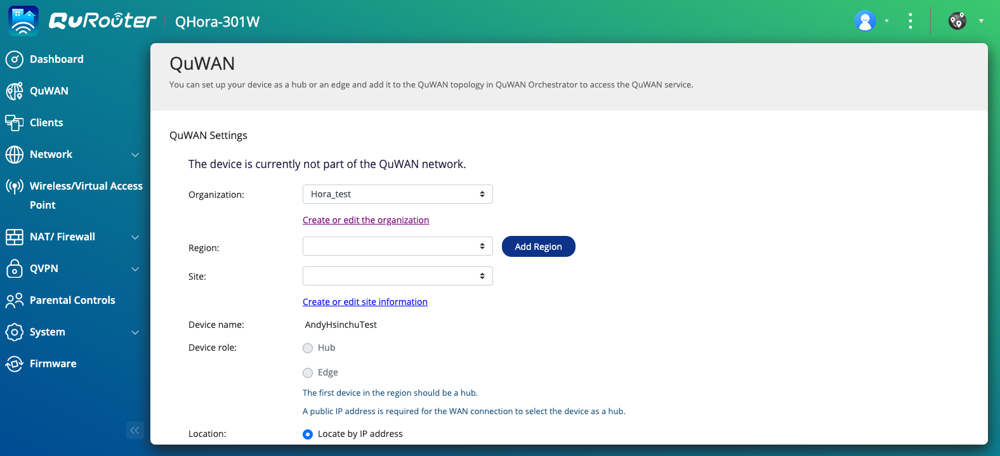 QuRouter
QHora-301W
Dashboard
QuWAN
Clients
Network
Wireless/Virtual Access
Point
NAT/ Firewall
QVPN
Parental Controls
System
Firmware
QuWAN
You can set up your device as a hub or an edge and add it to the QuWAN topology in QuWAN Orchestrator to access the QuWAN service.
QuWAN Settings
The device is currently not part of the QuWAN network.
Organization: Hora_test
Create or edit the organization
Region: Add Region
Site:
Create or edit site information
Device name: AndyHsinchuTest
Device role: Hub
Edge
The first device in the region should be a hub.
A public IP address is required for the WAN connection to select the device as a hub.
Location: Locate by IP address